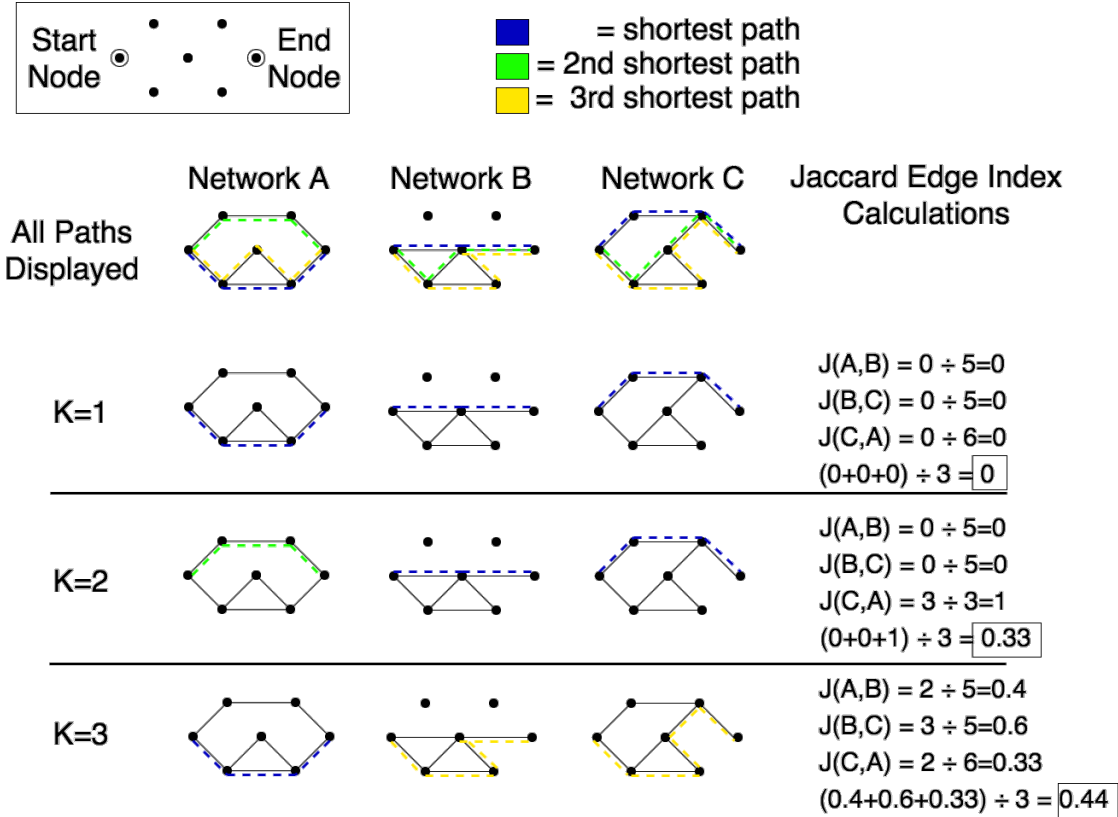 Start
Node
End
Node
= shortest path
= 2nd shortest path
= 3rd shortest path
Network A
Network B
Network C
Jaccard Edge Index
Calculations
All Paths
Displayed
K=1
J(A,B) = 0 ÷ 5=0
J(B,C) = 0 ÷ 5=0
J(C,A) = 0 ÷ 6=0
(0+0+0) ÷ 3 = 0
K=2
J(A,B) = 0 ÷ 5=0
J(B,C) = 0 ÷ 5=0
J(C,A) = 3 ÷ 3=1
(0+0+1) ÷ 3 = 0.33
K=3
J(A,B) = 2 ÷ 5=0.4
J(B,C) = 3 ÷ 5=0.6
J(C,A) = 2 ÷ 6=0.33
(0.4+0.6+0.33) ÷ 3 = 0.44